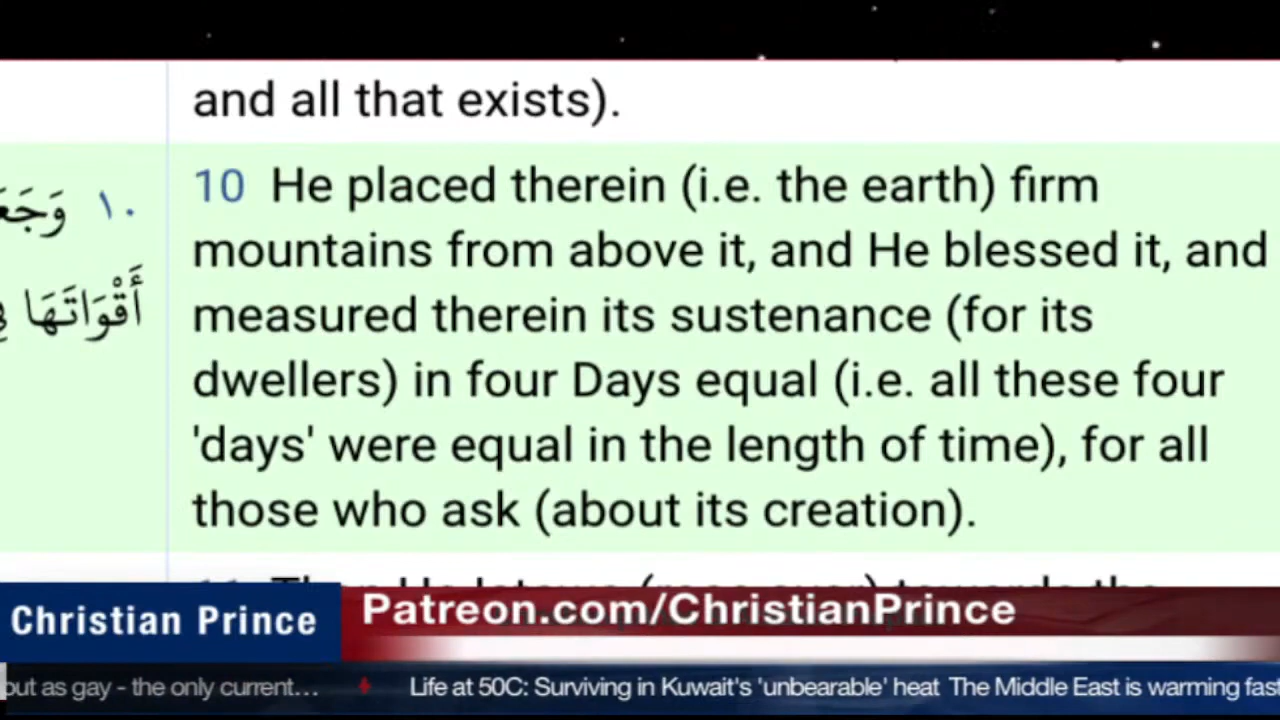 and all that exists).
10 He placed therein (i.e. the earth) firm
mountains from above it, and He blessed it, and
measured therein its sustenance (for its
dwellers) in four Days equal (i.e. all these four
'days' were equal in the length of time), for all
those who ask (about its creation).
١٠
أَقْوَاتَهَا
Christian Prince
Patreon.com/ChristianPrince
out as gay - the only current... Life at 50C: Surviving in Kuwait's 'unbearable' heat The Middle East is warming fast